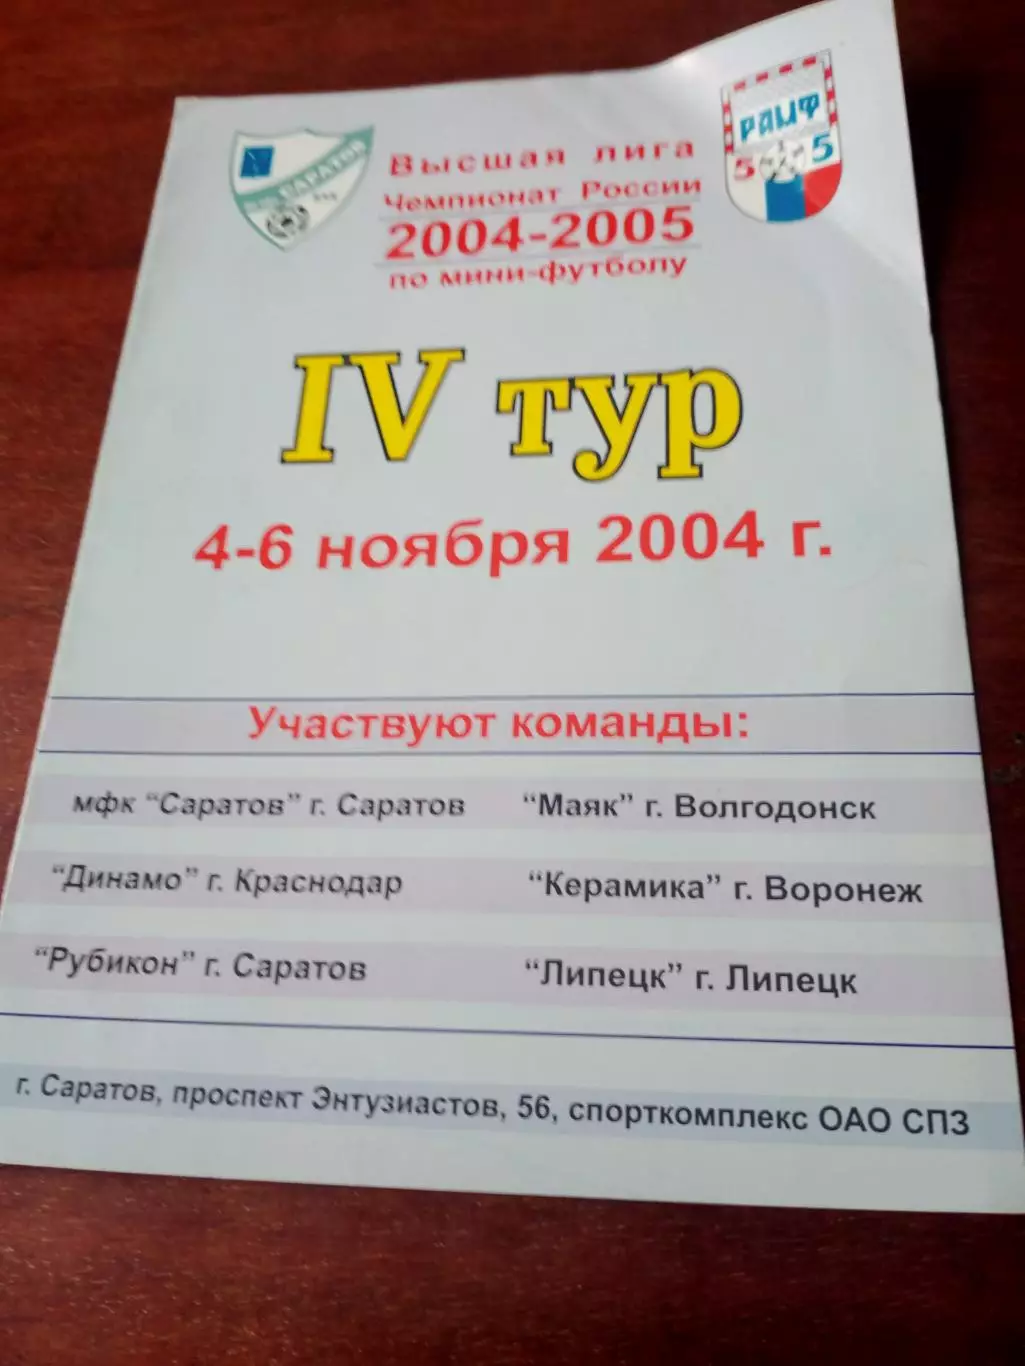 САРАТОВ
РАМФ
5 5
Высшая лига
Чемпионат России
2004-2005
по мини-футболу
IV тур
4-6 ноября 2004 г.
Участвуют команды:
мфк “Саратов” г. Саратов “Маяк” г. Волгодонск
“Динамо” г. Краснодар “Керамика” г. Воронеж
“Рубикон” г. Саратов “Липецк” г. Липецк
г. Саратов, проспект Энтузиастов, 56, спорткомплекс ОАО СПЗ